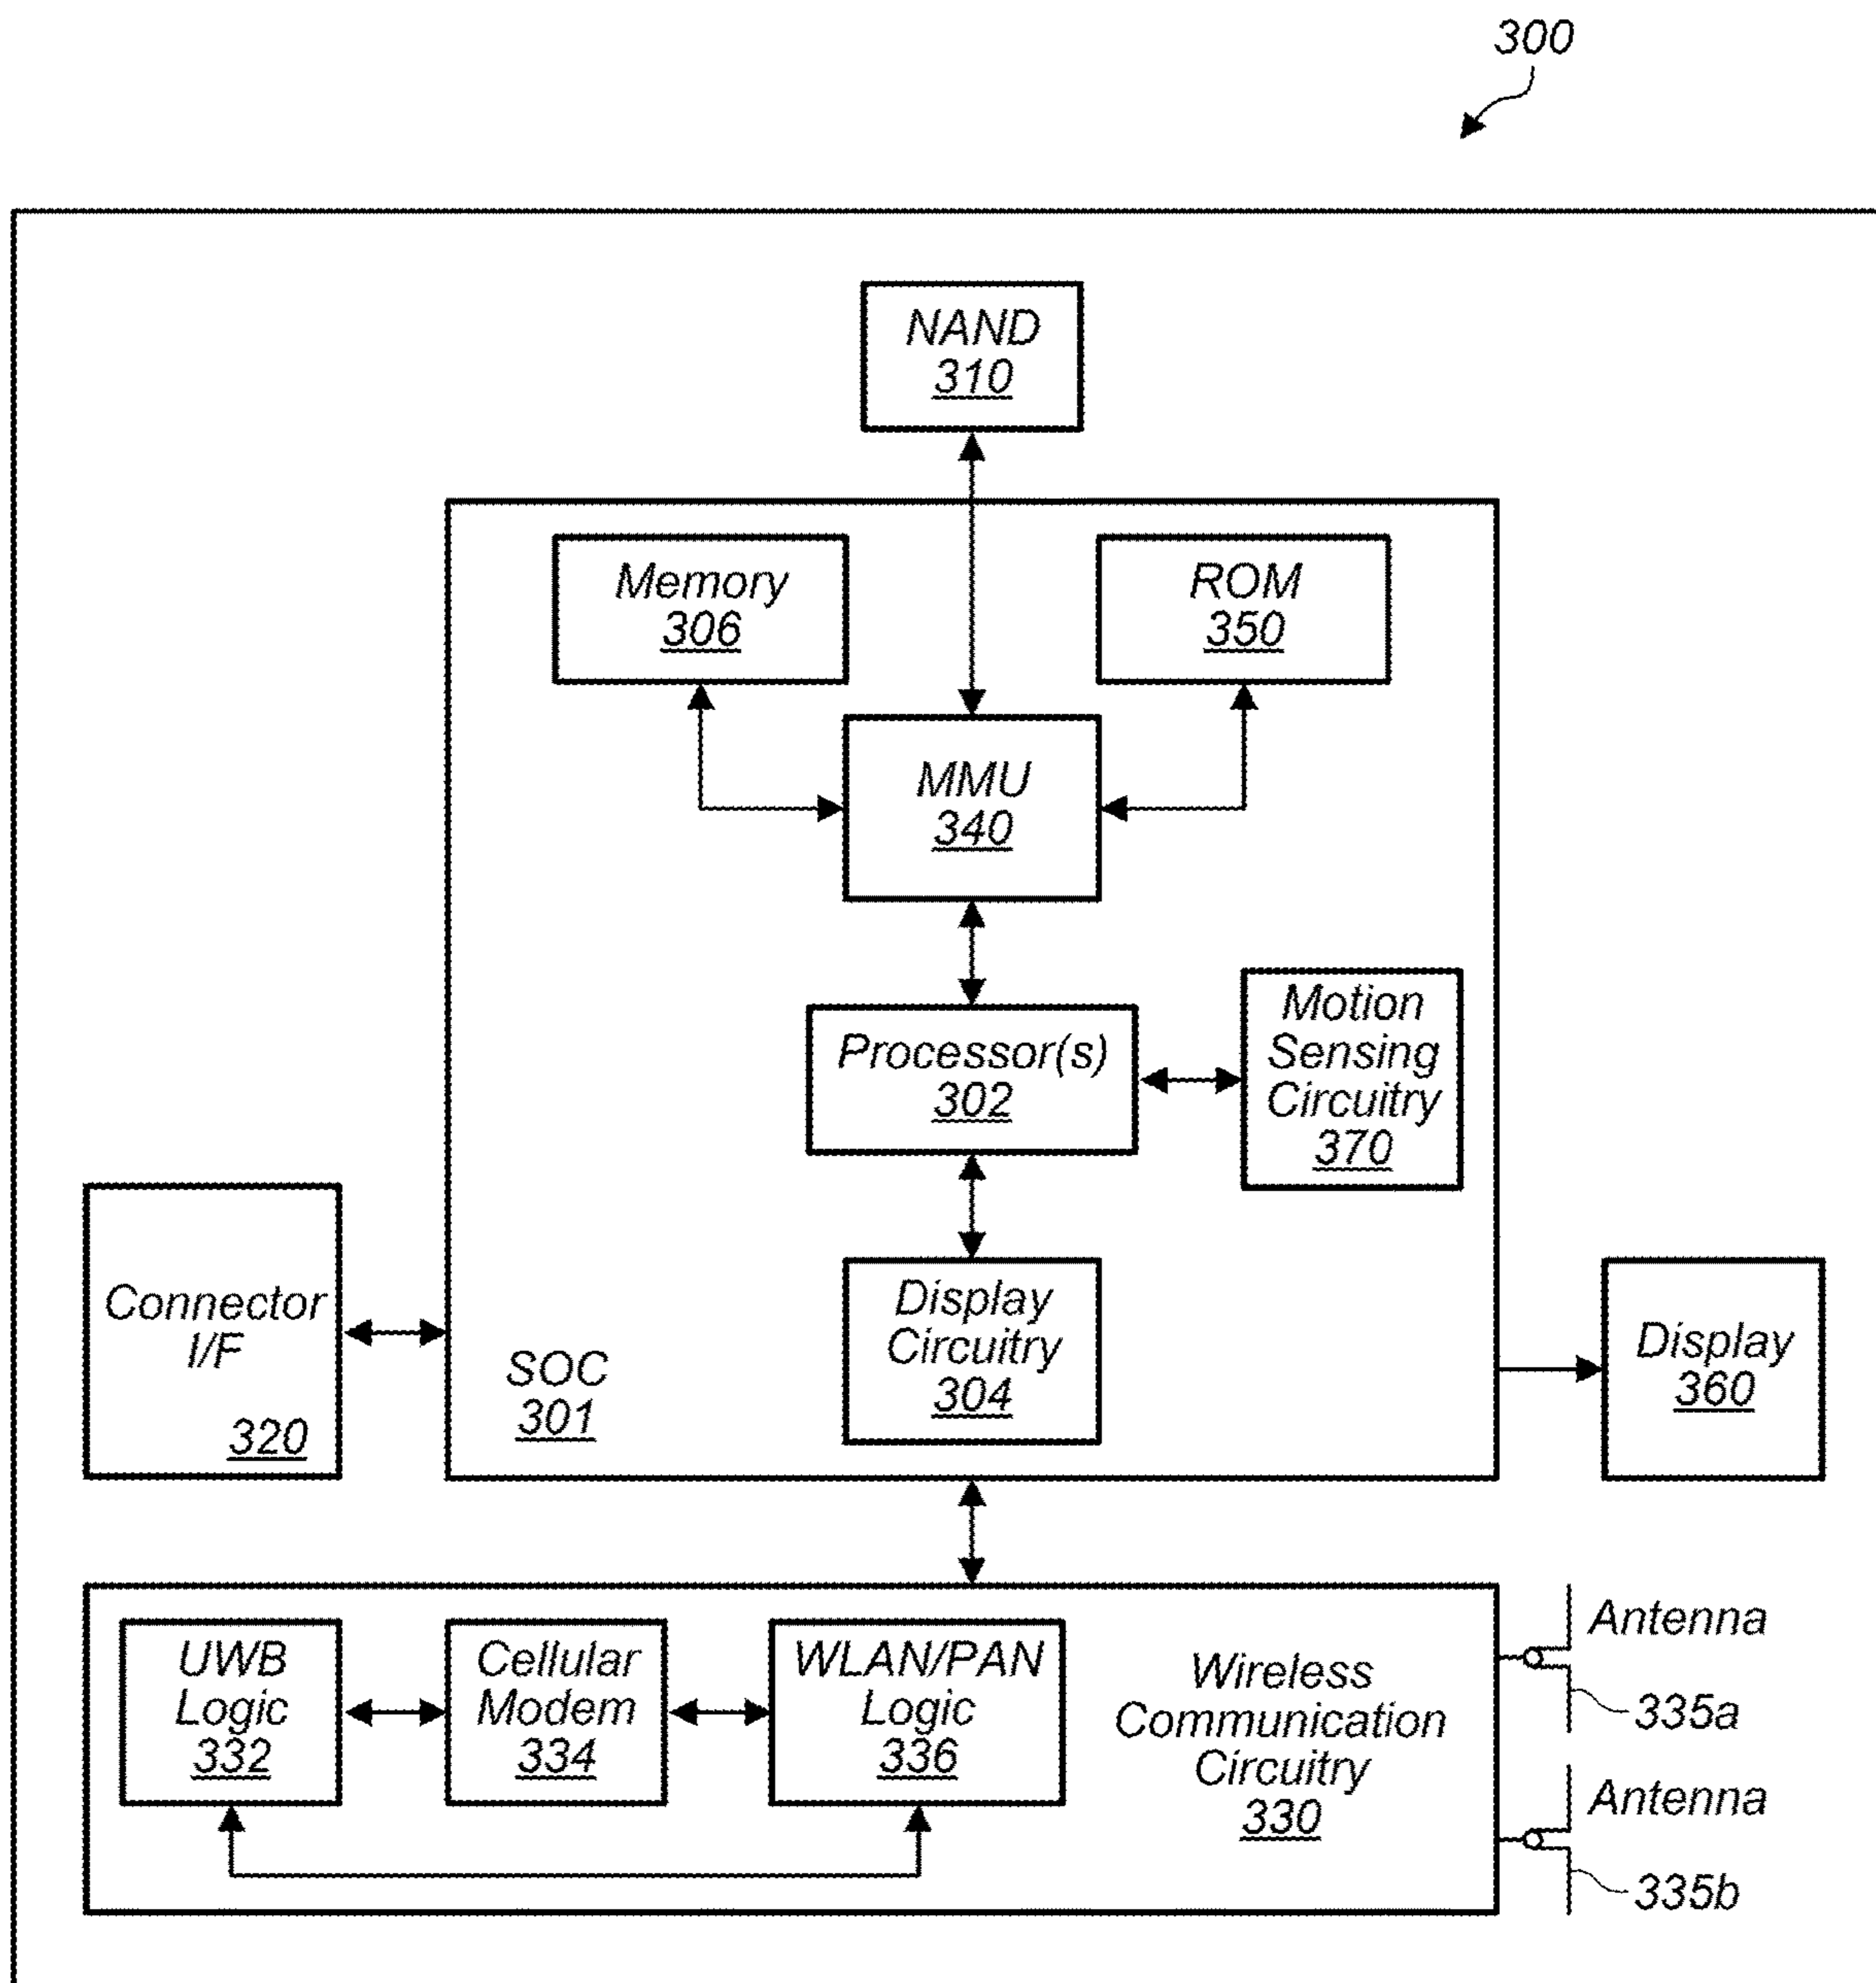 300
NAND
310
Memory
306
ROM
350
MMU
340
Processor(s)
302
Motion
Sensing
Circuitry
370
Connector
I/F
320
SOC
301
Display
Circuitry
304
Display
360
UWB
Logic
332
Cellular
Modem
334
WLAN/PAN
Logic
336
Wireless
Communication
Circuitry
330
Antenna
335a
Antenna
335b